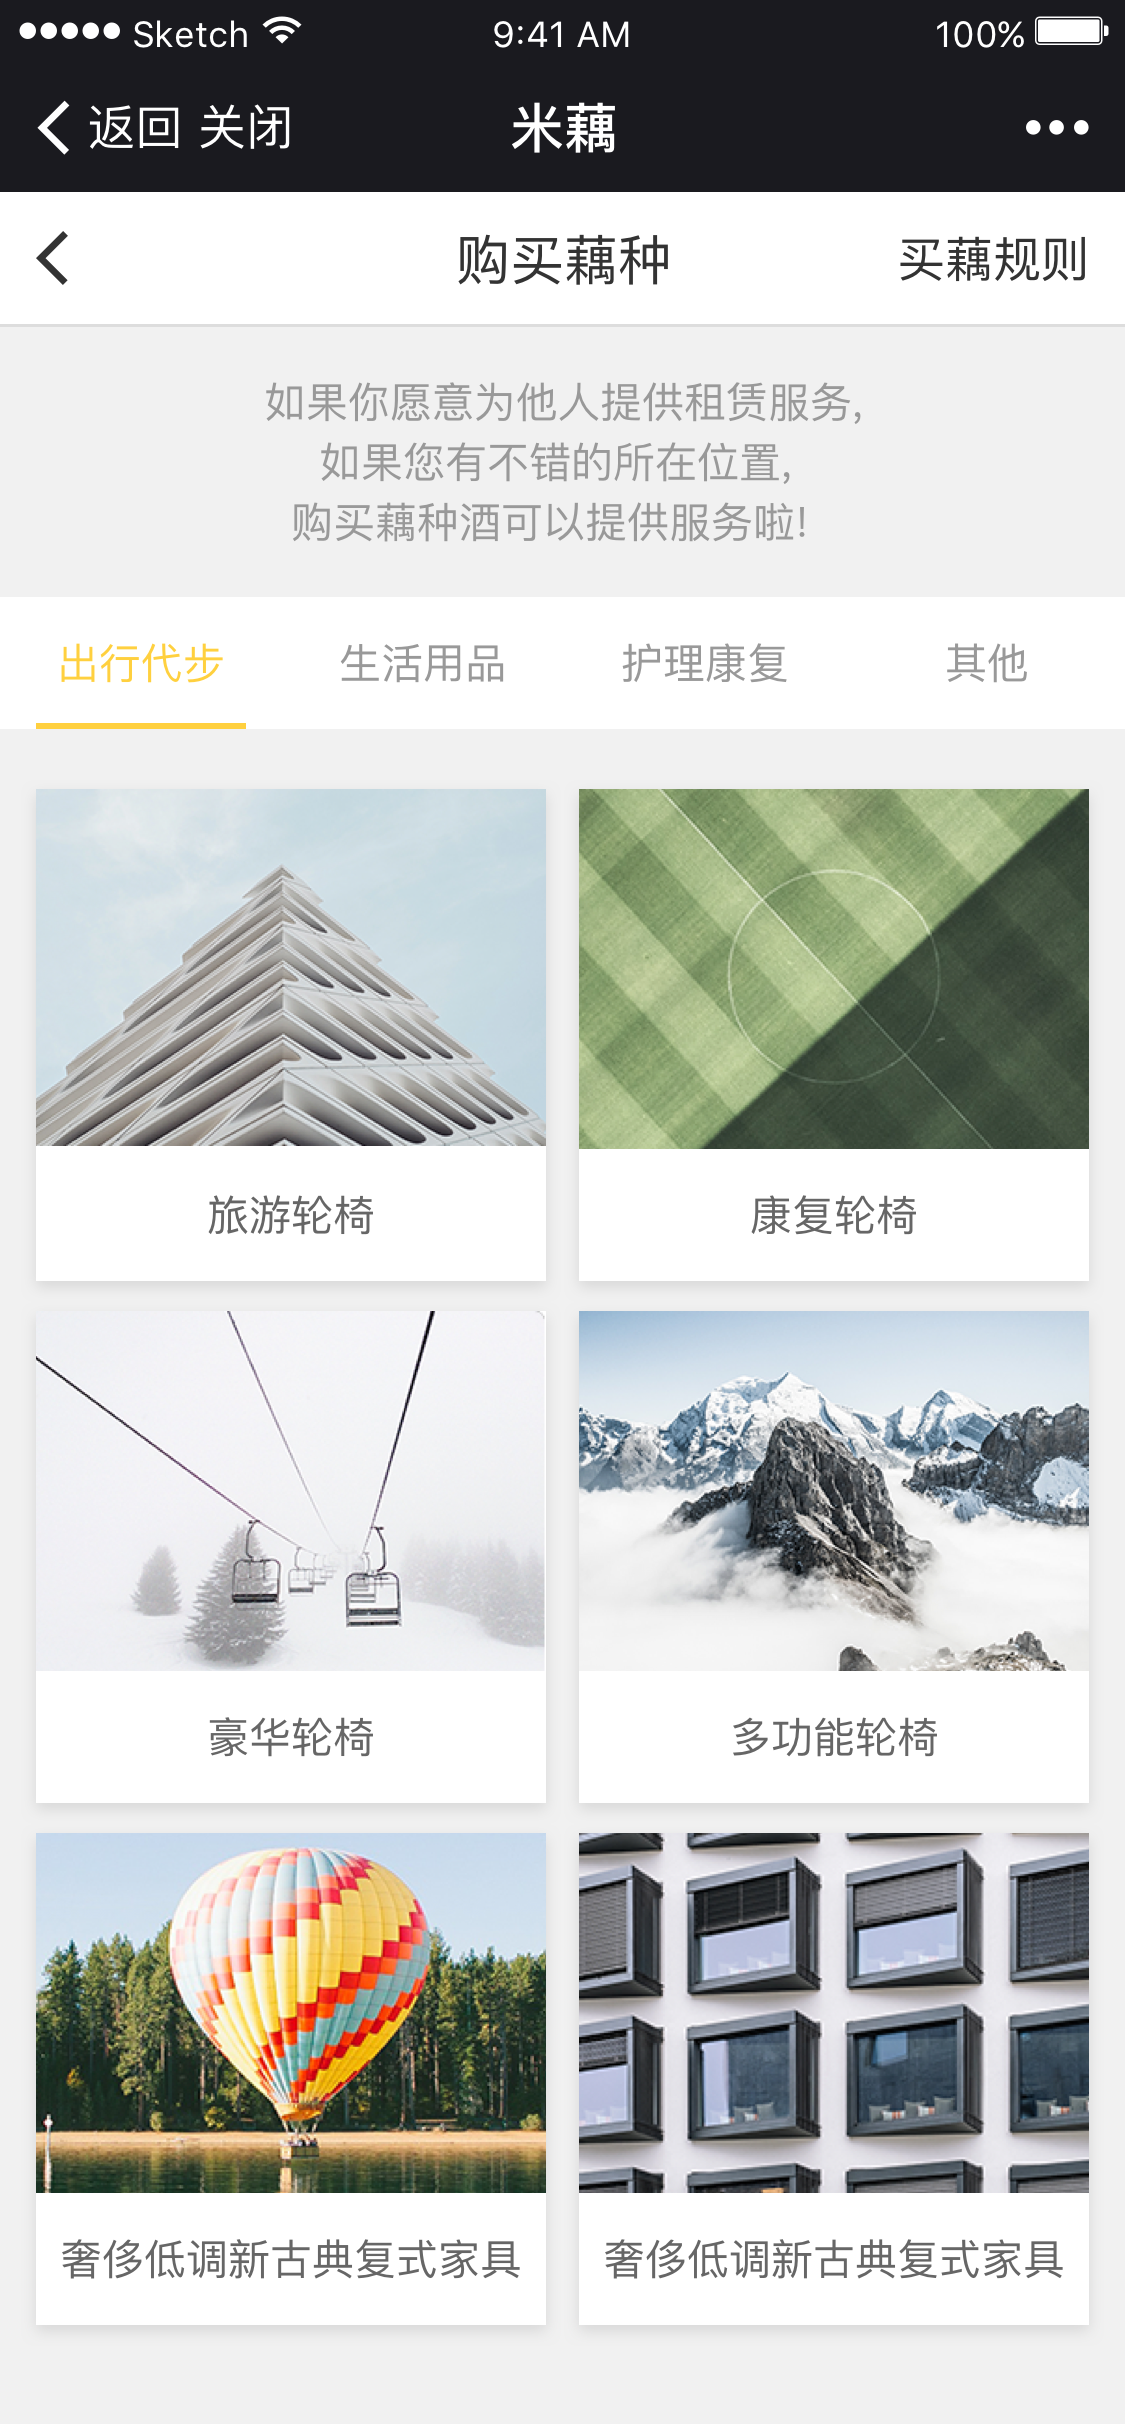 Sketch 9:41 AM 100%
返回 关闭 米藕
购买藕种 买藕规则
如果你愿意为他人提供租赁服务,
如果您有不错的所在位置,
购买藕种酒可以提供服务啦!
出行代步 生活用品 护理康复 其他
旅游轮椅 康复轮椅
豪华轮椅 多功能轮椅
奢侈低调新古典复式家具 奢侈低调新古典复式家具